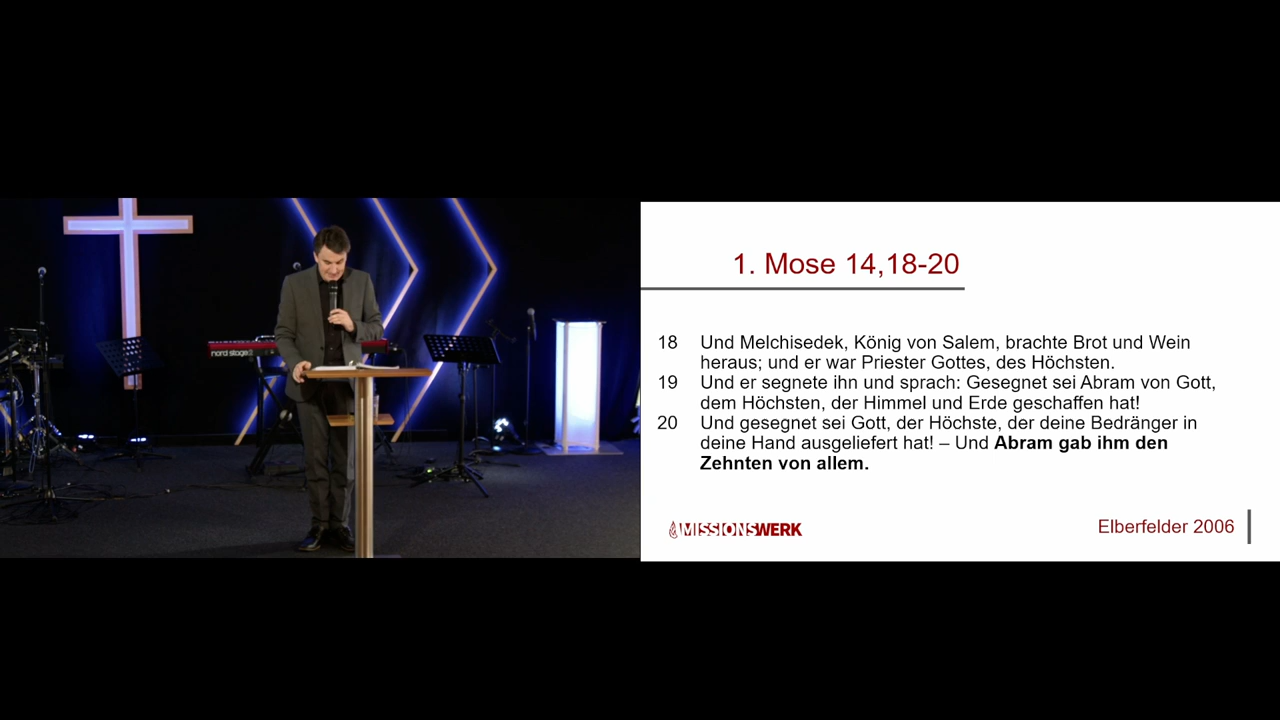 nord stage
1. Mose 14,18-20
18 Und Melchisedek, König von Salem, brachte Brot und Wein
heraus; und er war Priester Gottes, des Höchsten.
19 Und er segnete ihn und sprach: Gesegnet sei Abram von Gott,
dem Höchsten, der Himmel und Erde geschaffen hat!
20 Und gesegnet sei Gott, der Höchste, der deine Bedränger in
deine Hand ausgeliefert hat! – Und Abram gab ihm den
Zehnten von allem.
MISSIONSWERK
Elberfelder 2006